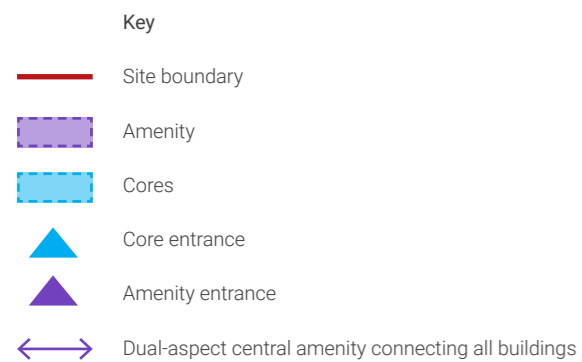 Key
Site boundary
Amenity
Cores
Core entrance
Amenity entrance
Dual-aspect central amenity connecting all buildings